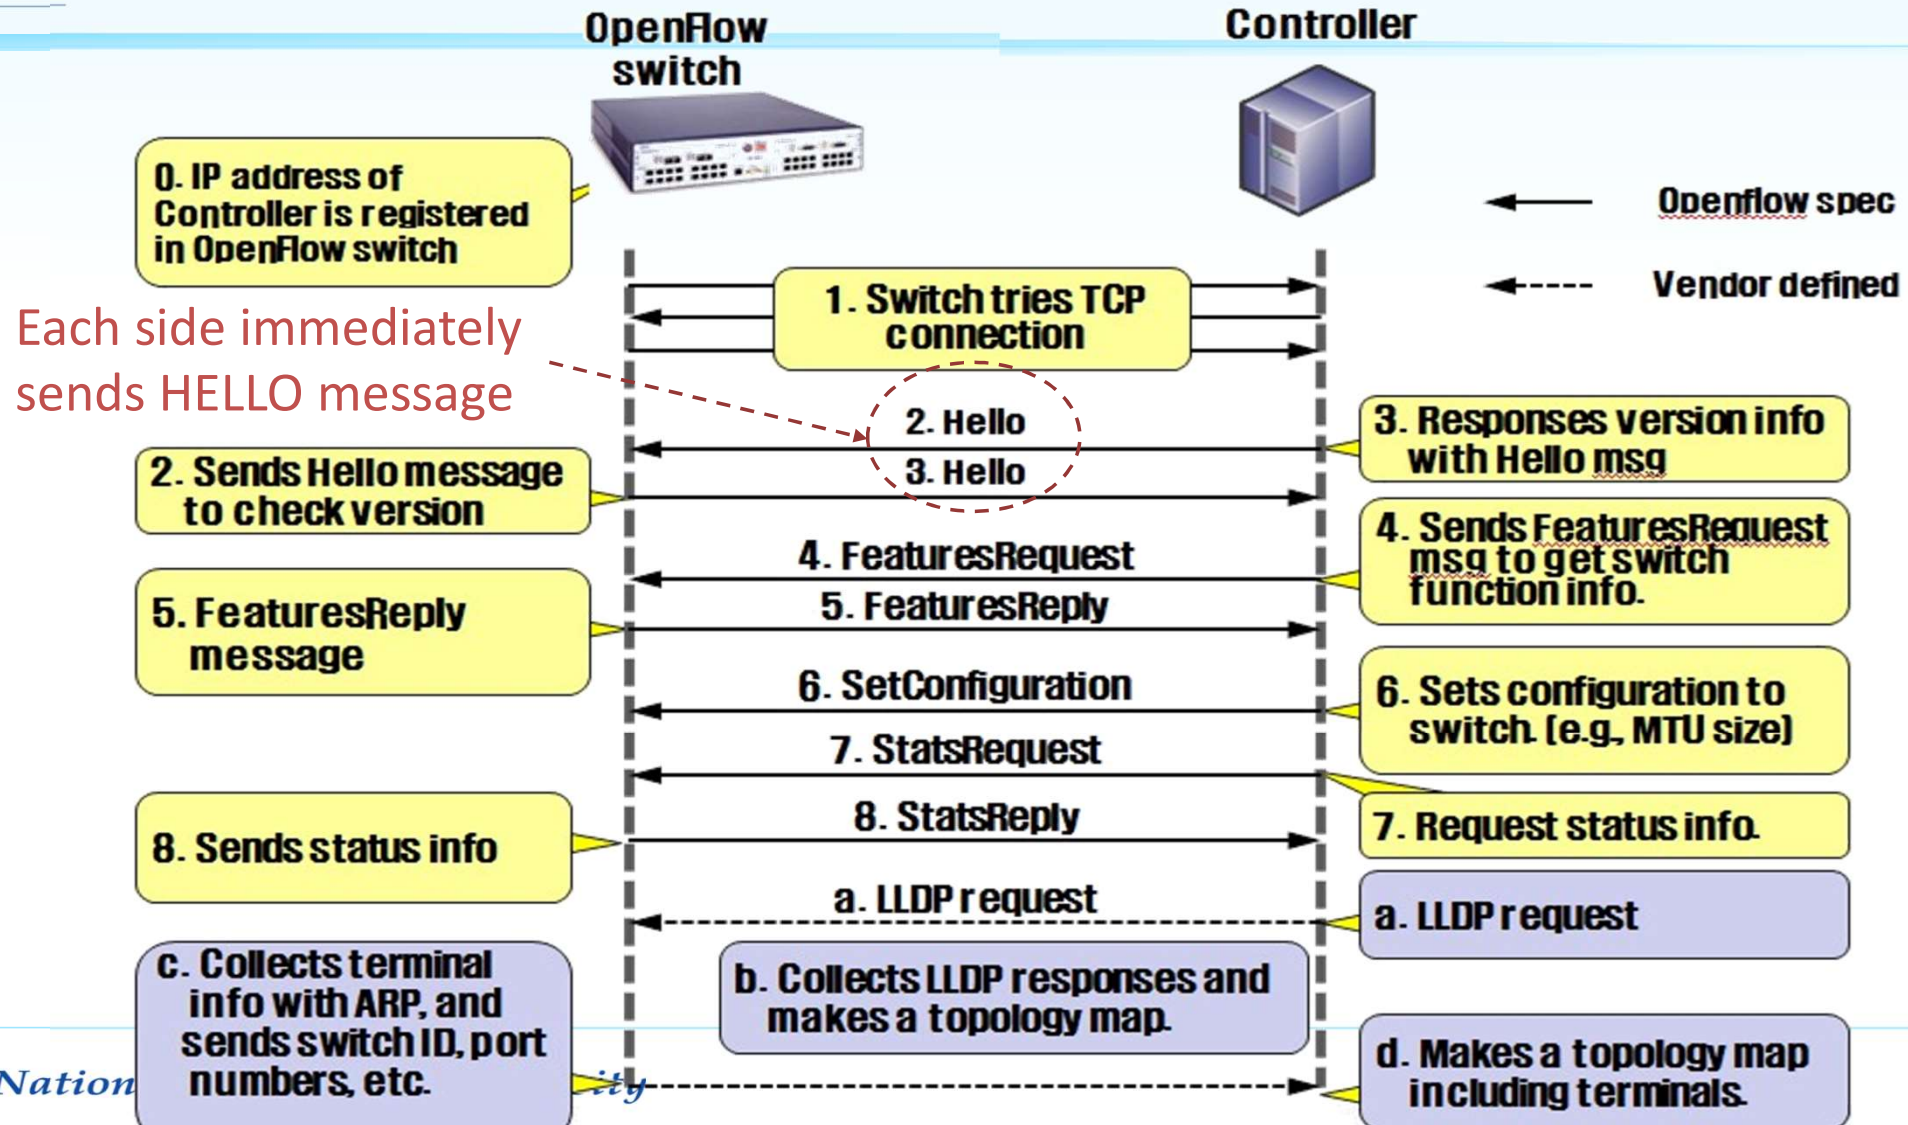 OpenFlow
switch
Controller
0. IP address of
Controller is registered
in OpenFlow switch
Openflow spec
Vendor defined
1. Switch tries TCP
connection
Each side immediately
sends HELLO message
2. Hello
3. Responses version info
with Hello msg
2. Sends Hello message
to check version
3. Hello
4. FeaturesRequest
4. Sends FeaturesRequest
msg to get switch
function info.
5. FeaturesReply
message
5. FeaturesReply
6. SetConfiguration
6. Sets configuration to
switch. (e.g., MTU size)
7. StatsRequest
7. Request status info.
8. Sends status info
8. StatsReply
a. LLDP request
a. LLDP request
c. Collects terminal
info with ARP, and
sends switch ID, port
numbers, etc.
b. Collects LLDP responses and
makes a topology map.
d. Makes a topology map
including terminals.